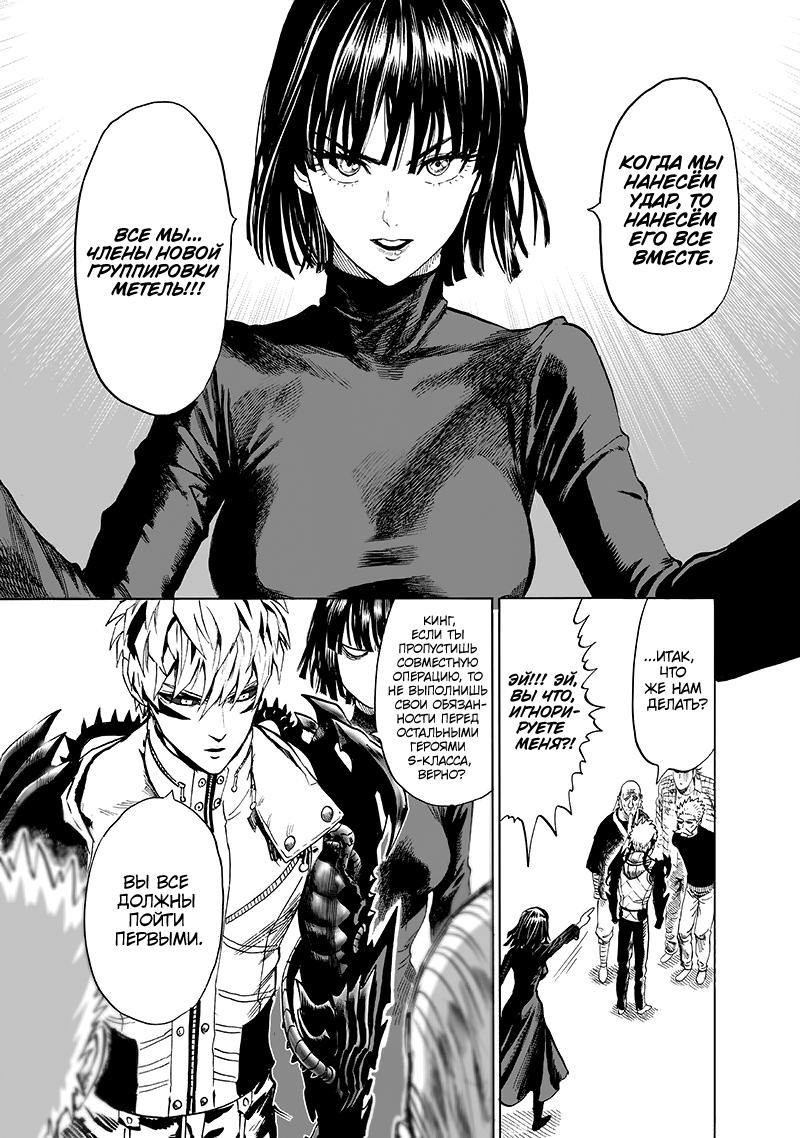 КОГДА МЫ
НАНЕСЁМ
УДАР, ТО
НАНЕСЁМ
ЕГО ВСЕ
ВМЕСТЕ.
ВСЕ МЫ...
ЧЛЕНЫ НОВОЙ
ГРУППИРОВКИ
МЕТЕЛЬ!!!
...ИТАК,
ЧТО
ЖЕ НАМ
ДЕЛАТЬ?
ЭЙ!!! ЭЙ,
ВЫ ЧТО,
ИГНОРИ-
РУЕТЕ
МЕНЯ?!
КИНГ,
ЕСЛИ ТЫ
ПРОПУСТИШЬ
СОВМЕСТНУЮ
ОПЕРАЦИЮ, ТО
НЕ ВЫПОЛНИШЬ
СВОИ ОБЯЗАН-
НОСТИ ПЕРЕД
ОСТАЛЬНЫМИ
ГЕРОЯМИ
S-КЛАССА,
ВЕРНО?
ВЫ ВСЕ
ДОЛЖНЫ
ПОЙТИ
ПЕРВЫМИ.